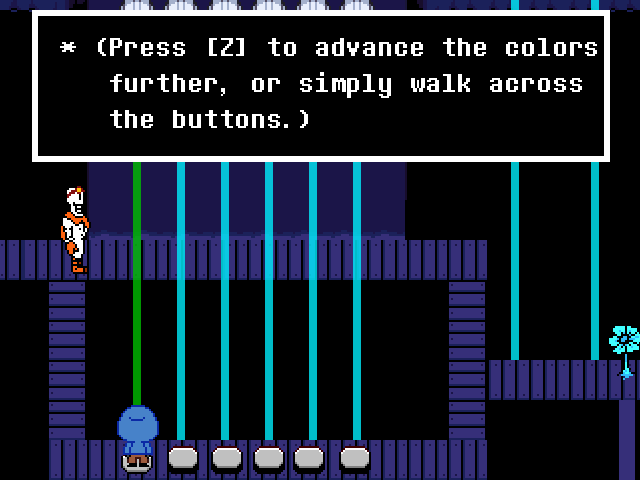 * (Press [Z] to advance the colors
further, or simply walk across
the buttons.)